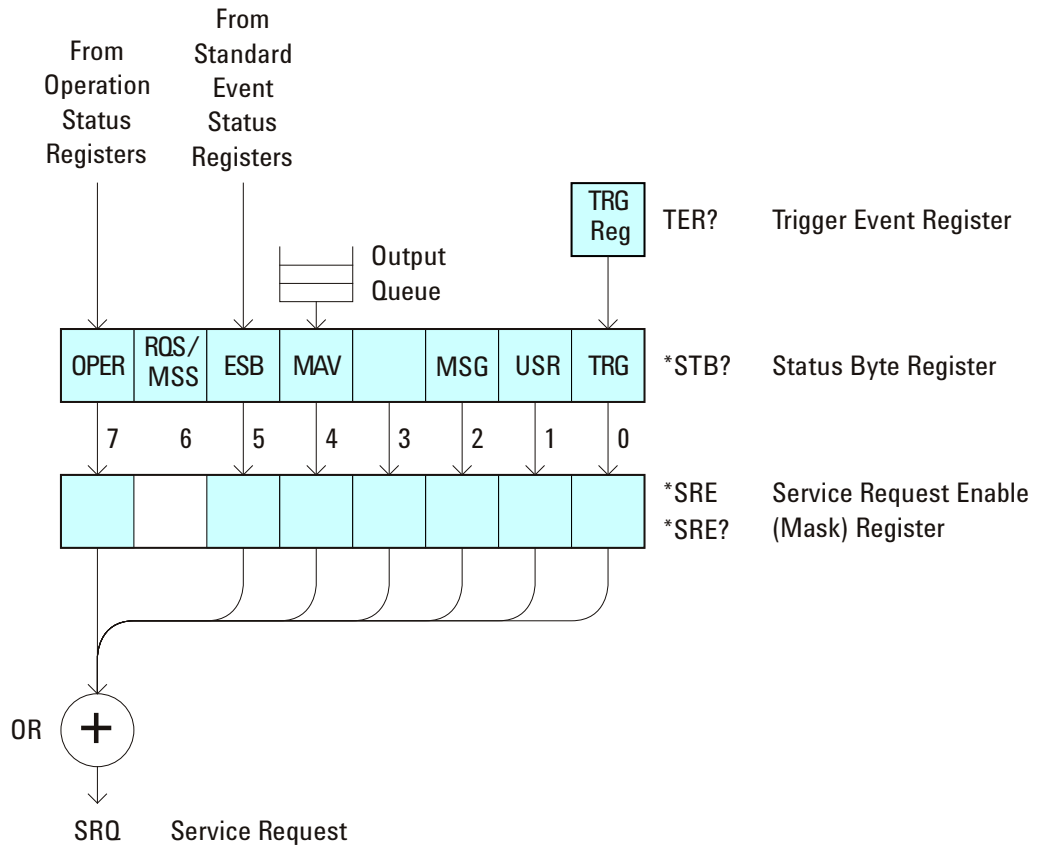 From
Operation
Status
Registers
From
Standard
Event
Status
Registers
TRG
Reg
TER? Trigger Event Register
Output
Queue
OPER RQS/
MSS ESB MAV MSG USR TRG *STB? Status Byte Register
7 6 5 4 3 2 1 0
*SRE Service Request Enable
*SRE? (Mask) Register
OR +
SRQ Service Request